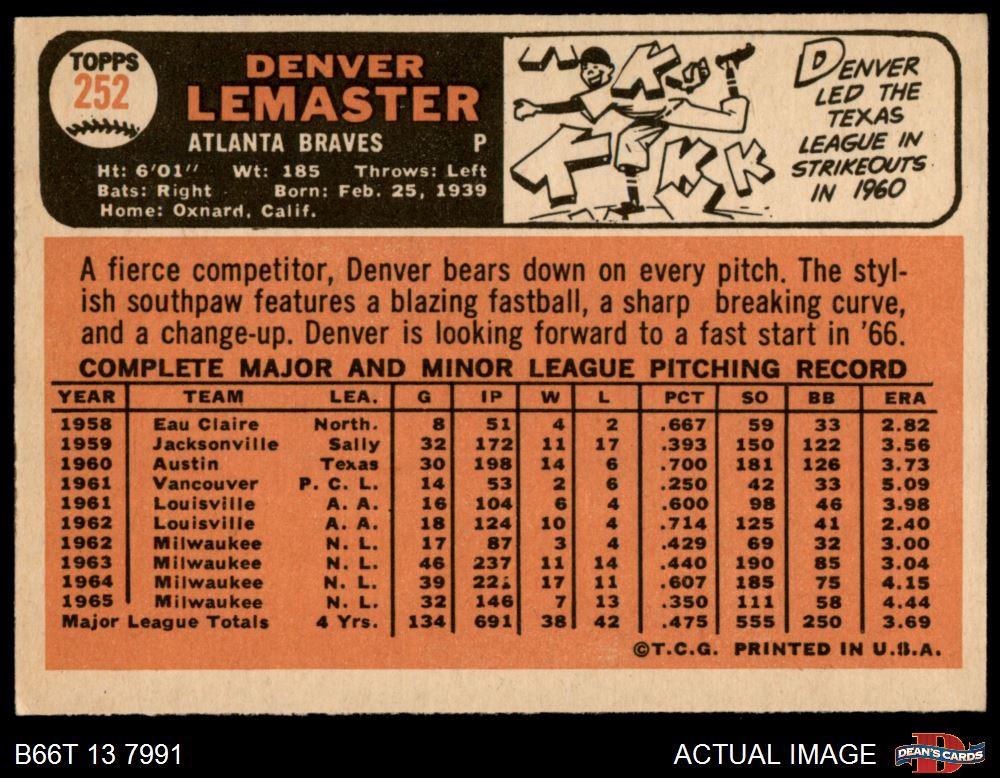 TOPPS
252
DENVER
LEMASTER
ATLANTA BRAVES P
Ht: 6'01" Wt: 185 Throws: Left
Bats: Right Born: Feb. 25, 1939
Home: Oxnard, Calif.
K
K
K
K
DENVER
LED THE
TEXAS
LEAGUE IN
STRIKEOUTS
IN 1960
A fierce competitor, Denver bears down on every pitch. The styl-
ish southpaw features a blazing fastball, a sharp breaking curve,
and a change-up. Denver is looking forward to a fast start in '66.
COMPLETE MAJOR AND MINOR LEAGUE PITCHING RECORD
YEAR TEAM LEA. G IP W L PCT SO BB ERA
1958 Eau Claire North. 8 51 4 2 .667 59 33 2.82
1959 Jacksonville Sally 32 172 11 17 .393 150 122 3.56
1960 Austin Texas 30 198 14 6 .700 181 126 3.73
1961 Vancouver P. C. L. 14 53 2 6 .250 42 33 5.09
1961 Louisville A. A. 16 104 6 4 .600 98 46 3.98
1962 Louisville A. A. 18 124 10 4 .714 125 41 2.40
1962 Milwaukee N. L. 17 87 3 4 .429 69 32 3.00
1963 Milwaukee N. L. 46 237 11 14 .440 190 85 3.04
1964 Milwaukee N. L. 39 17 11 .607 185 75 4.15
1965 Milwaukee N. L. 32 146 7 13 .350 111 58 4.44
Major League Totals 4 Yrs. 134 691 38 42 .475 555 250 3.69
©T.C.G. PRINTED IN U.S.A.
B66T 13 7991 ACTUAL IMAGE DEAN'S CARDS